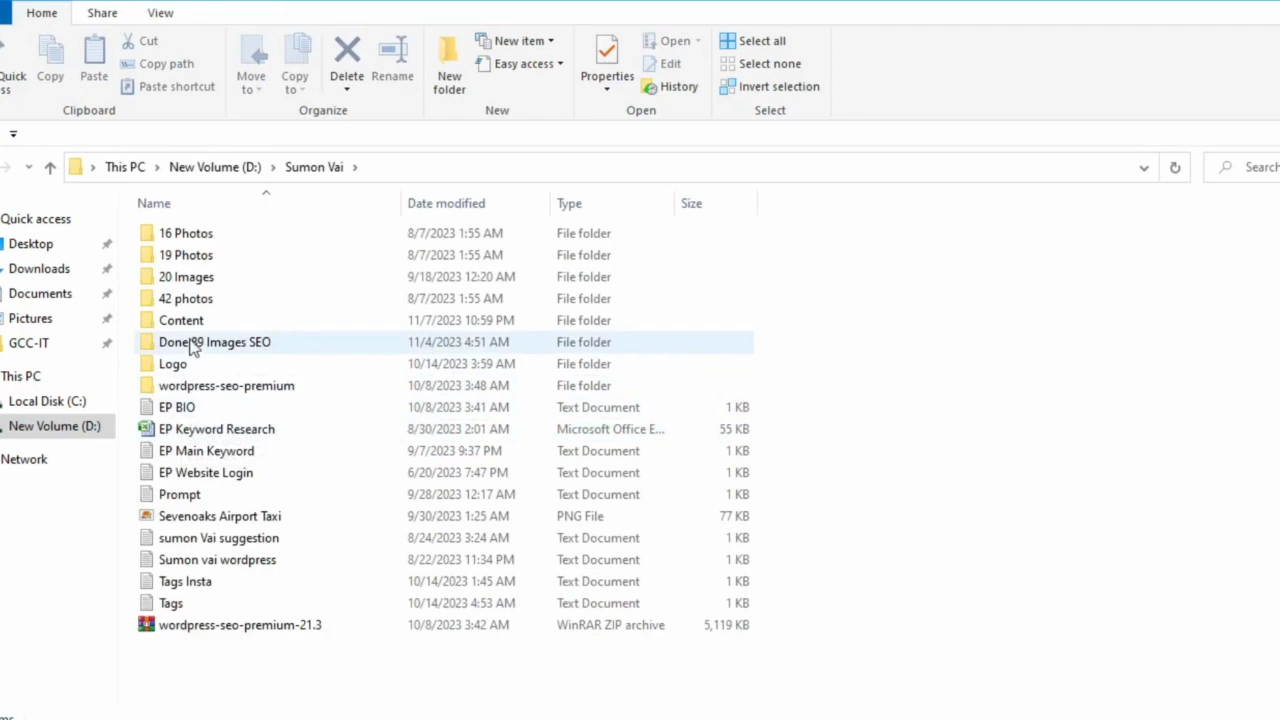 Home Share View
Cut
New item
Open
Select all
Copy path
Easy access
Edit
Select none
Quick Copy Paste Move Copy Delete Rename New Properties
Paste shortcut to to folder History Invert selection
Clipboard Organize New Open Select
This PC New Volume (D:) Sumon Vai Search
Name Date modified Type Size
Quick access
Desktop
Downloads
Documents
Pictures
GCC-IT
This PC
Local Disk (C:)
New Volume (D:)
Network
16 Photos 8/7/2023 1:55 AM File folder
19 Photos 8/7/2023 1:55 AM File folder
20 Images 9/18/2023 12:20 AM File folder
42 photos 8/7/2023 1:55 AM File folder
Content 11/7/2023 10:59 PM File folder
Images SEO 11/4/2023 4:51 AM File folder
Logo 10/14/2023 3:59 AM File folder
wordpress-seo-premium 10/8/2023 3:48 AM File folder
EP BIO 10/8/2023 3:41 AM Text Document 1 KB
EP Keyword Research 8/30/2023 2:01 AM Microsoft Office E... 55 KB
EP Main Keyword 9/7/2023 9:37 PM Text Document 1 KB
EP Website Login 6/20/2023 7:47 PM Text Document 1 KB
Prompt 9/28/2023 12:17 AM Text Document 1 KB
Sevenoaks Airport Taxi 9/30/2023 1:25 AM PNG File 77 KB
sumon Vai suggestion 8/24/2023 3:24 AM Text Document 1 KB
Sumon vai wordpress 8/22/2023 11:34 PM Text Document 1 KB
Tags Insta 10/14/2023 1:45 AM Text Document 1 KB
Tags 10/14/2023 4:53 AM Text Document 1 KB
wordpress-seo-premium-21.3 10/8/2023 3:42 AM WinRAR ZIP archive 5,119 KB